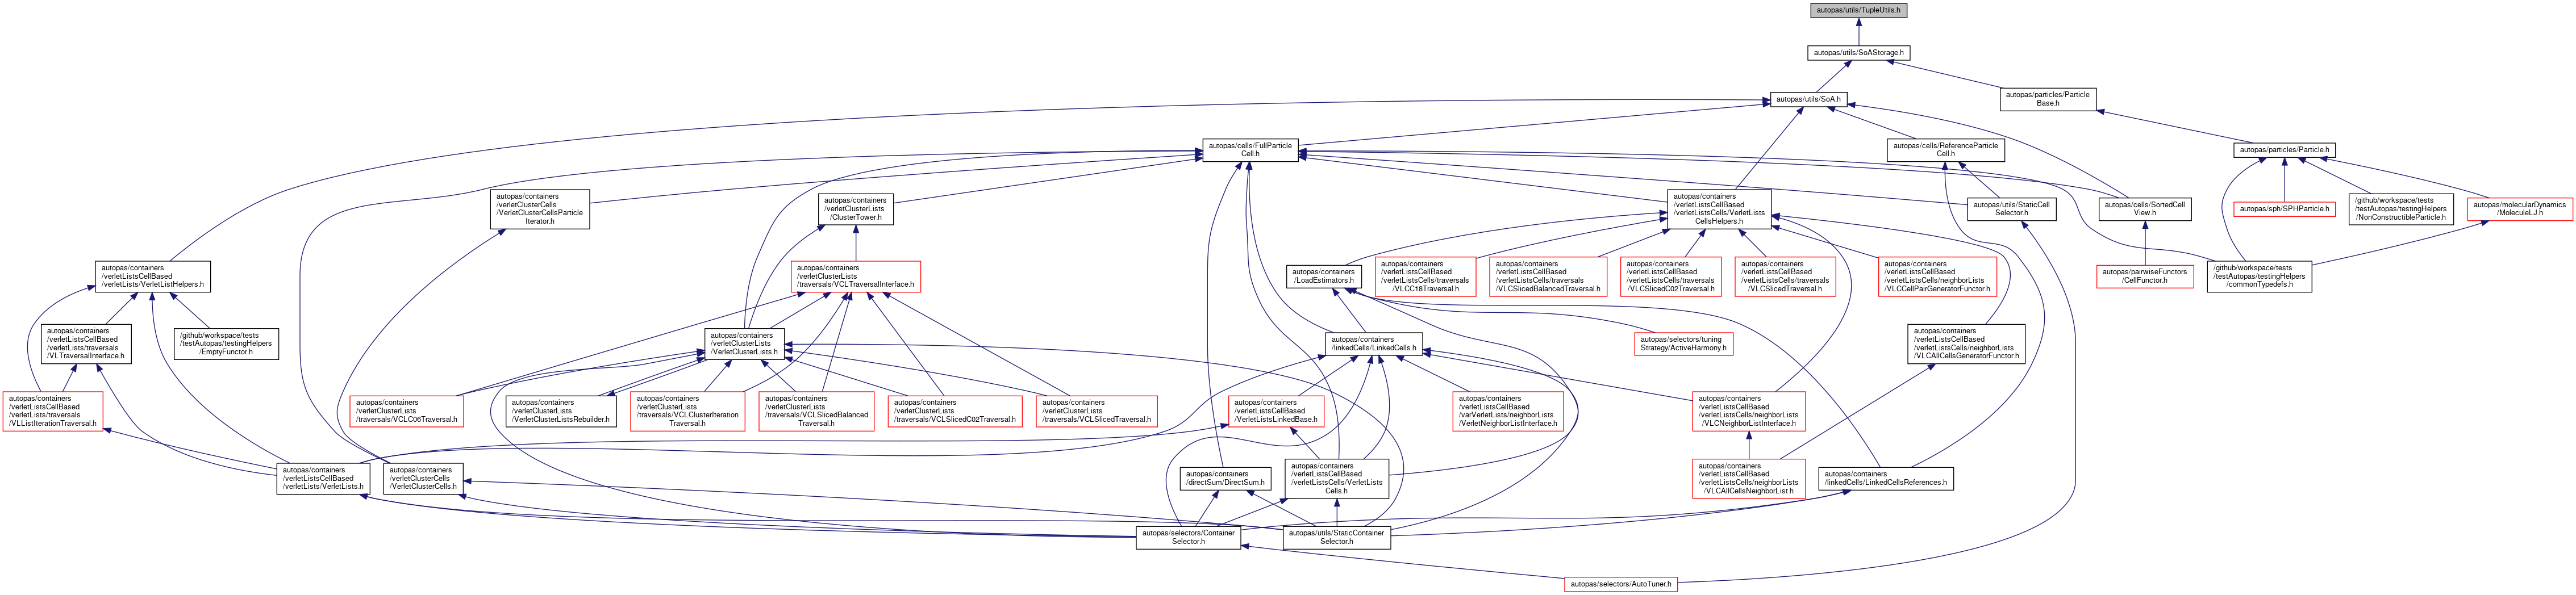 autopas/utils/TupleUtils.h
autopas/utils/SoAStorage.h
autopas/utils/SoA.h
autopas/particles/Particle
Base.h
autopas/cells/FullParticle
Cell.h
autopas/cells/ReferenceParticle
Cell.h
autopas/particles/Particle.h
autopas/containers
/verletClusterCells
/VerletClusterCellsParticle
Iterator.h
autopas/containers
/verletClusterLists
/ClusterTower.h
autopas/containers
/verletListsCellBased
/verletListsCells/VerletLists
CellsHelpers.h
autopas/utils/StaticCell
Selector.h
autopas/cells/SortedCell
View.h
autopas/sph/SPHParticle.h
/github/workspace/tests
/testAutopas/testingHelpers
/NonConstructibleParticle.h
autopas/molecularDynamics
/MoleculeLJ.h
autopas/containers
/verletListsCellBased
/verletLists/VerletListHelpers.h
autopas/containers
/verletClusterLists
/traversals/VCLTraversalInterface.h
autopas/containers
/LoadEstimators.h
autopas/containers
/verletListsCellBased
/verletListsCells/traversals
/VLCC18Traversal.h
autopas/containers
/verletListsCellBased
/verletListsCells/traversals
/VLCSlicedBalancedTraversal.h
autopas/containers
/verletListsCellBased
/verletListsCells/traversals
/VLCSlicedC02Traversal.h
autopas/containers
/verletListsCellBased
/verletListsCells/traversals
/VLCSlicedTraversal.h
autopas/containers
/verletListsCellBased
/verletListsCells/neighborLists
/VLCCellPairGeneratorFunctor.h
autopas/pairwiseFunctors
/CellFunctor.h
/github/workspace/tests
/testAutopas/testingHelpers
/commonTypedefs.h
autopas/containers
/verletListsCellBased
/verletLists/traversals
/VLTraversalInterface.h
/github/workspace/tests
/testAutopas/testingHelpers
/EmptyFunctor.h
autopas/containers
/verletClusterLists
/VerletClusterLists.h
autopas/containers
/linkedCells/LinkedCells.h
autopas/selectors/tuning
Strategy/ActiveHarmony.h
autopas/containers
/verletListsCellBased
/verletListsCells/neighborLists
/VLCAllCellsGeneratorFunctor.h
autopas/containers
/verletListsCellBased
/verletLists/traversals
/VLListIterationTraversal.h
autopas/containers
/verletClusterLists
/traversals/VCLC06Traversal.h
autopas/containers
/verletClusterLists
/VerletClusterListsRebuilder.h
autopas/containers
/verletClusterLists
/traversals/VCLClusterIteration
Traversal.h
autopas/containers
/verletClusterLists
/traversals/VCLSlicedBalanced
Traversal.h
autopas/containers
/verletClusterLists
/traversals/VCLSlicedC02Traversal.h
autopas/containers
/verletClusterLists
/traversals/VCLSlicedTraversal.h
autopas/containers
/verletListsCellBased
/VerletListsLinkedBase.h
autopas/containers
/verletListsCellBased
/varVerletLists/neighborLists
/VerletNeighborListInterface.h
autopas/containers
/verletListsCellBased
/verletListsCells/neighborLists
/VLCNeighborListInterface.h
autopas/containers
/verletListsCellBased
/verletLists/VerletLists.h
autopas/containers
/verletClusterCells
/VerletClusterCells.h
autopas/containers
/directSum/DirectSum.h
autopas/containers
/verletListsCellBased
/verletListsCells/VerletLists
Cells.h
autopas/containers
/verletListsCellBased
/verletListsCells/neighborLists
/VLCAllCellsNeighborList.h
autopas/containers
/linkedCells/LinkedCellsReferences.h
autopas/selectors/Container
Selector.h
autopas/utils/StaticContainer
Selector.h
autopas/selectors/AutoTuner.h